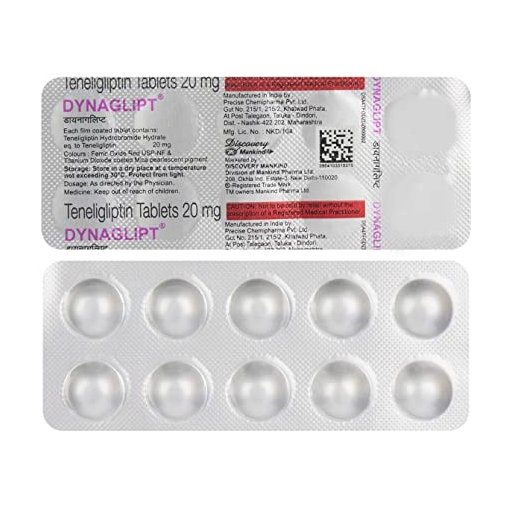 Teneligliptin Tablets 20 mg
DYNAGLIPT®
डायनाग्लिप्ट
Each film coated tablet contains:
Teneligliptin Hydrobromide Hydrate
eq. to Teneligliptin 20 mg
Colours : Ferric Oxide Red USP-NF &
Titanium Dioxide coated Mica pearlescent pigment
Storage: Store in a dry place at a temperature
not exceeding 30°C. Protect from light.
Dosage: As directed by the Physician.
Medicine: Keep out of reach of children.
Teneligliptin Tablets 20 mg
DYNAGLIPT®
prescription of a Registered Medical Practitioner.
Manufactured in India by:
Precise Chemipharma Pvt. Ltd.
Gut No. 215/1, 215/2, Khatwad Phata,
At Post Talegaon, Taluka - Dindori,
Dist. - Nashik-422 202, Maharashtra
Mfg. Lic. No.: NKD/104
Discovery
Mankind
Marketed by
DISCOVERY MANKIND
Division of Mankind Pharma Ltd.
208, Okhla Ind. Estate-3, New Delhi-110020
®-Registered Trade Mark
TM owners Mankind Pharma Ltd.
CAUTION: Not to be sold by retail without the
prescription of a Registered Medical Practitioner.
Manufactured in India by:
Precise Chemipharma Pvt. Ltd.
Gut No. 215/1, 215/2, Khatwad Phata,
At Post Talegaon, Taluka - Dindori,
DYNAGLIPT
डायनाग्लिप्ट
DYNAGLIPT